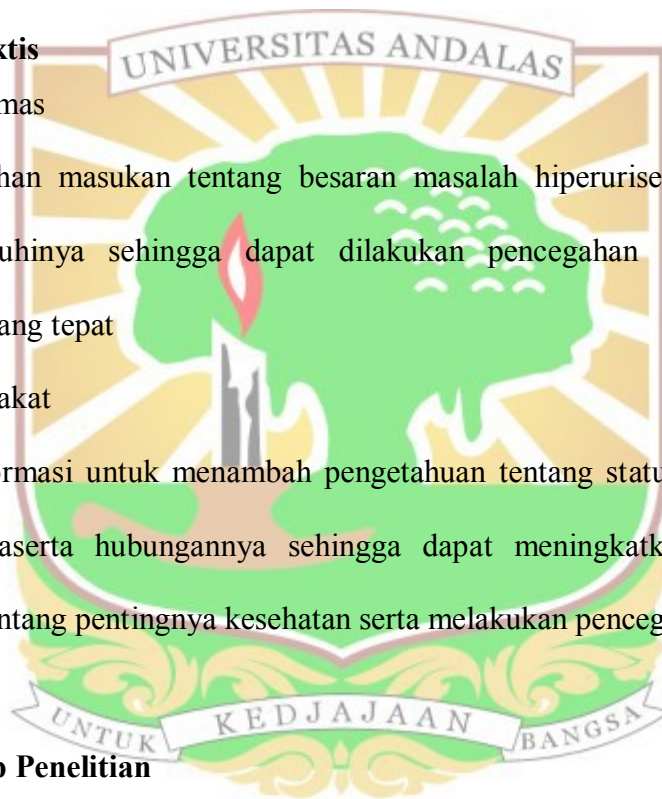 UNIVERSITAS ANDALAS
ktis
mas
han masukan tentang besaran masalah hiperurise
uhinya sehingga dapat dilakukan pencegahan
ang tepat
akat
ormasi untuk menambah pengetahuan tentang statu
aserta hubungannya sehingga dapat meningkatk
ntang pentingnya kesehatan serta melakukan penceg
UNTUK KEDJAJAAN BANGSA
p Penelitian